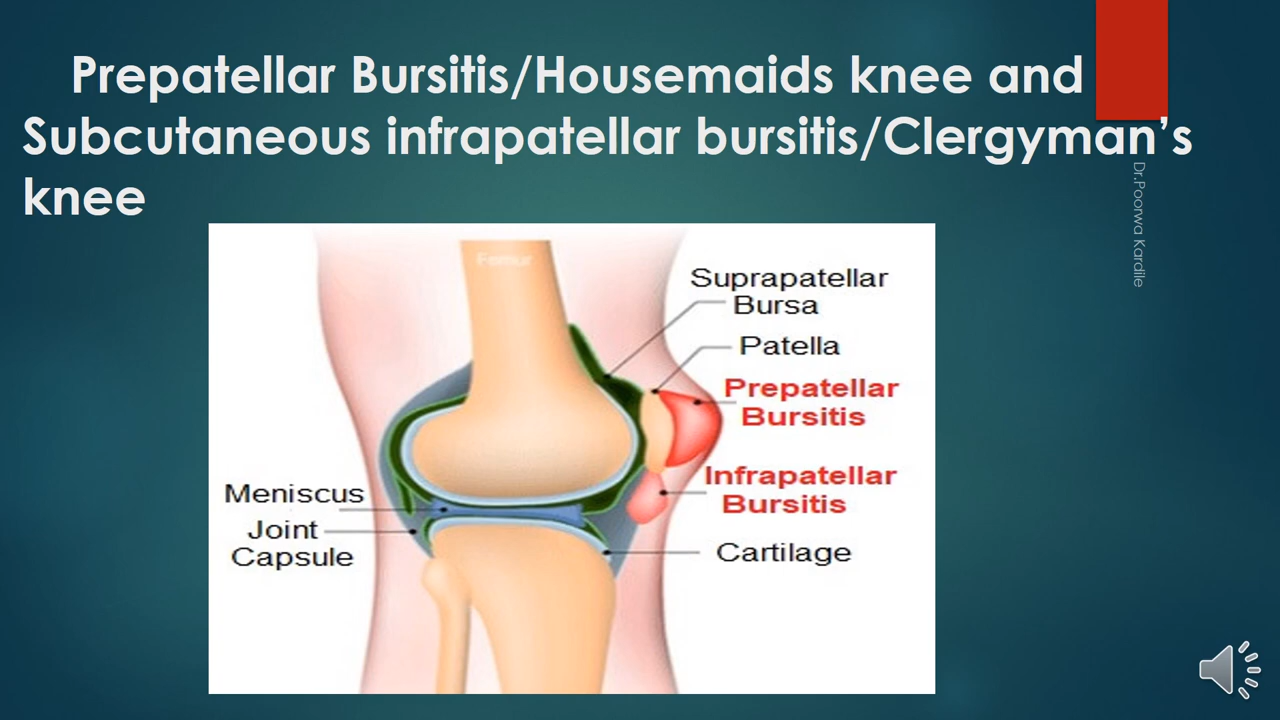 Prepatellar Bursitis/Housemaids knee and
Subcutaneous infrapatellar bursitis/Clergyman’s
knee
Dr.Poorwa Kardile
Femur
Suprapatellar
Bursa
Patella
Prepatellar
Bursitis
Infrapatellar
Bursitis
Meniscus
Joint
Capsule
Cartilage